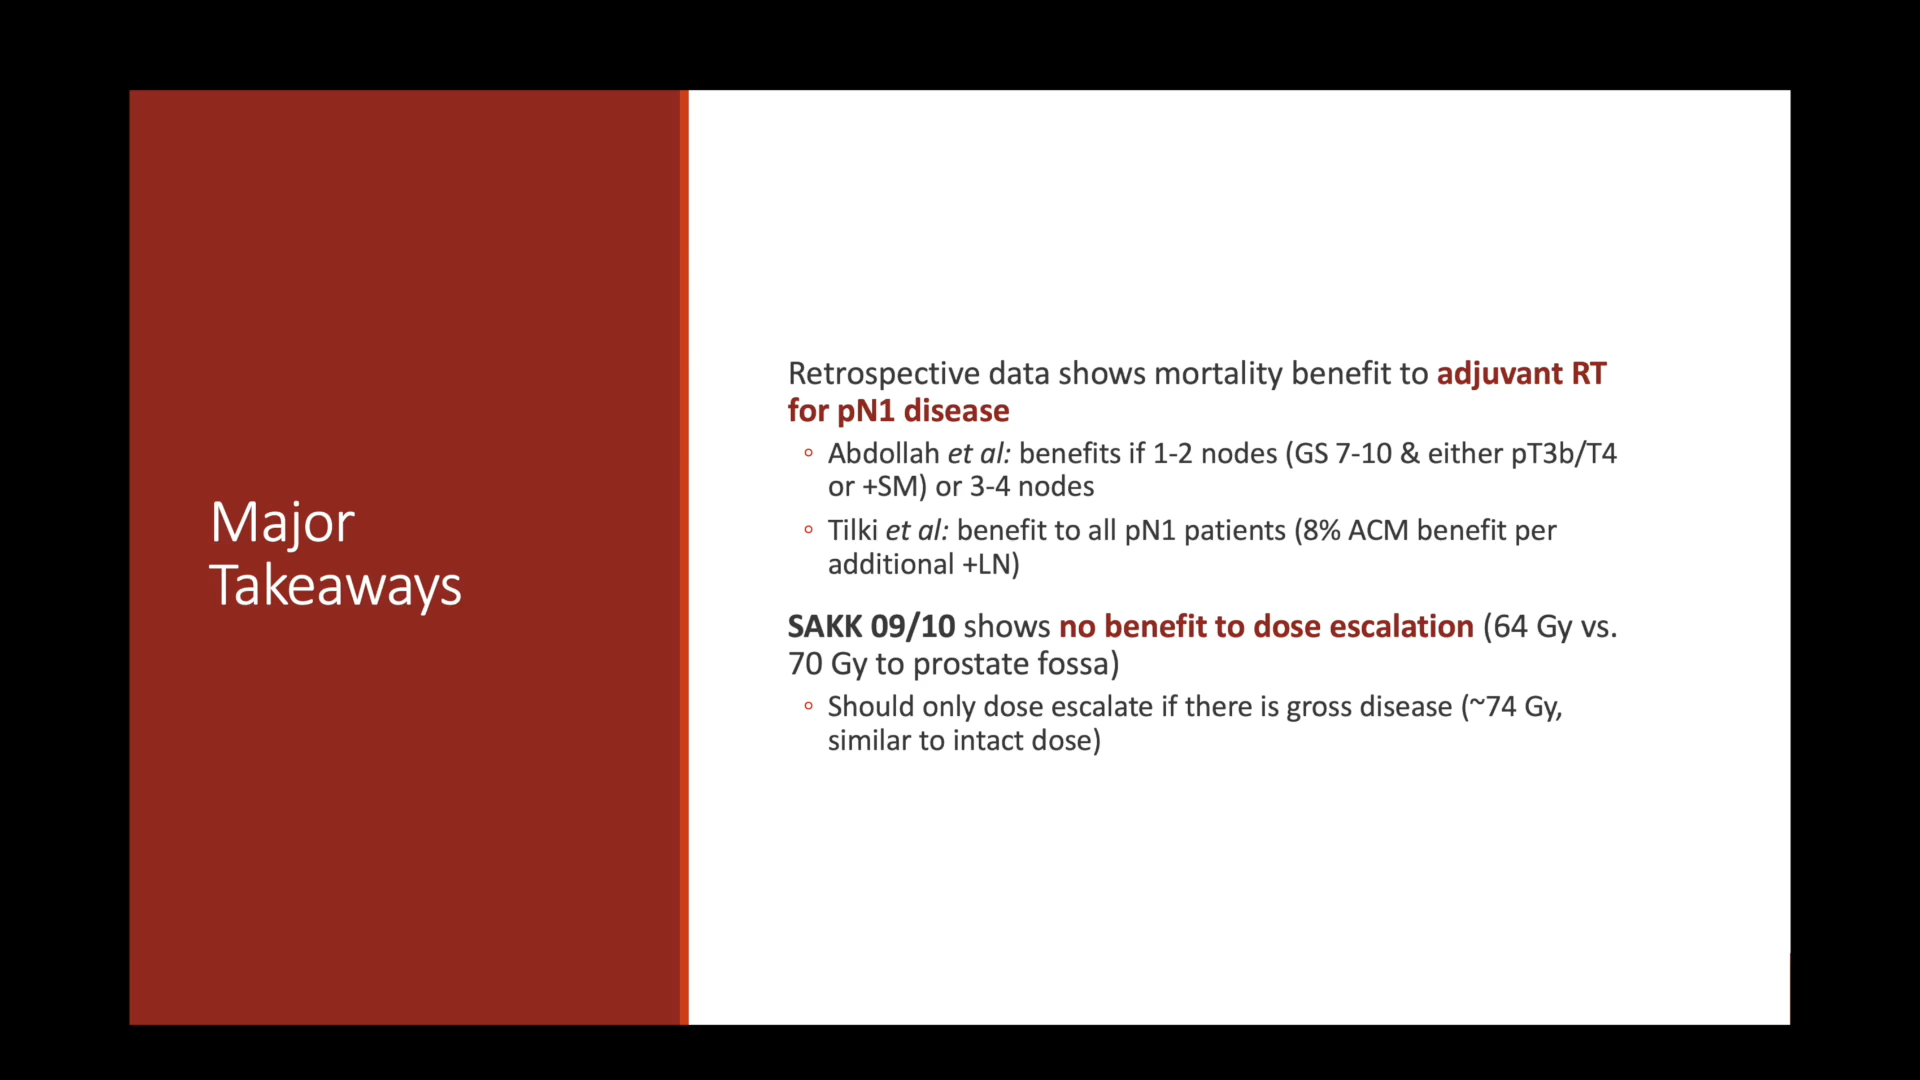 Major
Takeaways
Retrospective data shows mortality benefit to adjuvant RT
for pN1 disease
◦ Abdollah et al: benefits if 1-2 nodes (GS 7-10 & either pT3b/T4
or +SM) or 3-4 nodes
◦ Tilki et al: benefit to all pN1 patients (8% ACM benefit per
additional +LN)
SAKK 09/10 shows no benefit to dose escalation (64 Gy vs.
70 Gy to prostate fossa)
◦ Should only dose escalate if there is gross disease (~74 Gy,
similar to intact dose)